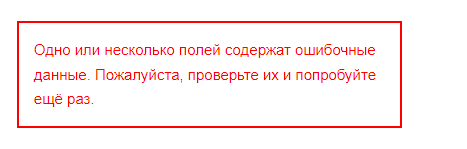 Одно или несколько полей содержат ошибочные
данные. Пожалуйста, проверьте их и попробуйте
ещё раз.